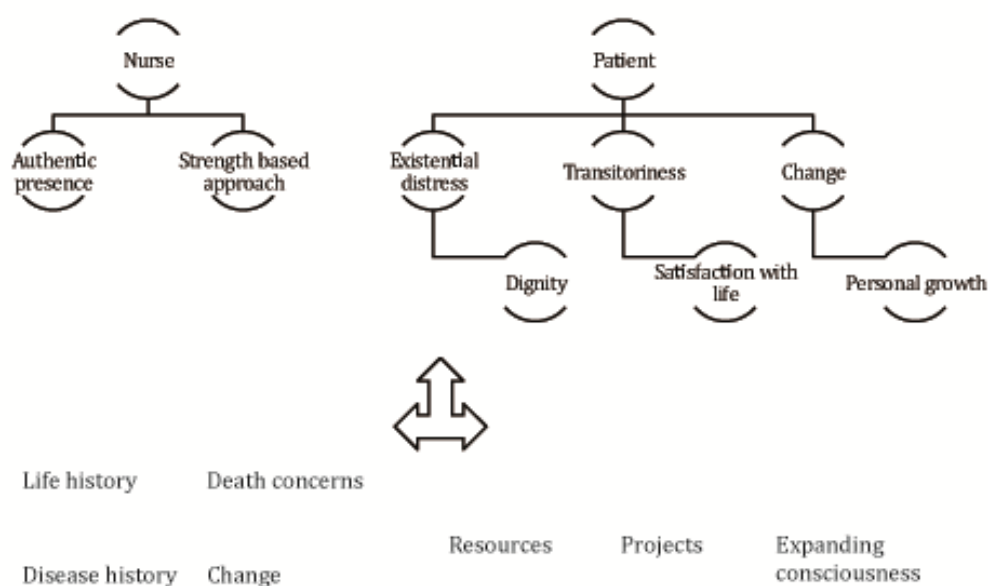 Nurse
Patient
Authentic
presence
Strength based
approach
Existential
distress
Transitoriness
Change
Dignity
Satisfaction with
life
Personal growth
Life history
Death concerns
Resources
Projects
Expanding
consciousness
Disease history
Change